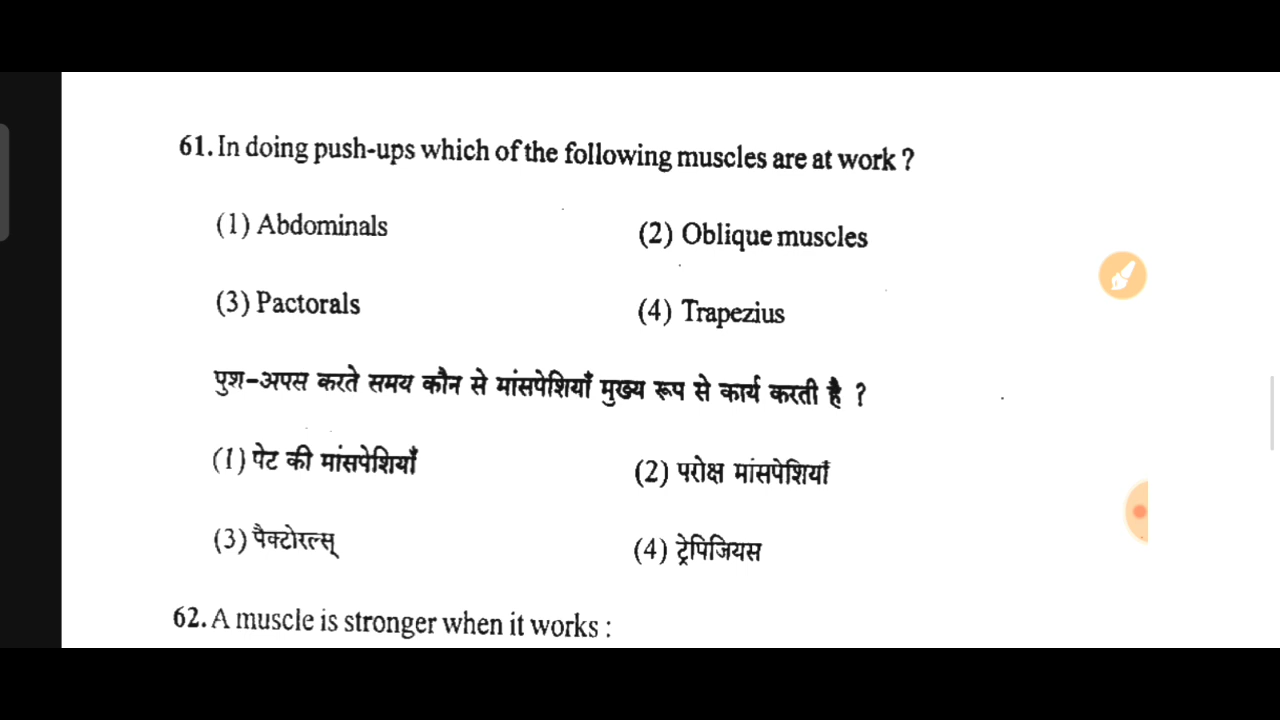 61. In doing push-ups which of the following muscles are at work ?
(1) Abdominals (2) Oblique muscles
(3) Pactorals (4) Trapezius
पुश-अपस करते समय कौन से मांसपेशियाँ मुख्य रूप से कार्य करती है ?
(1) पेट की मांसपेशियाँ (2) परोक्ष मांसपेशियाँ
(3) पैक्टोरल्स् (4) ट्रेपिजियस
62. A muscle is stronger when it works :